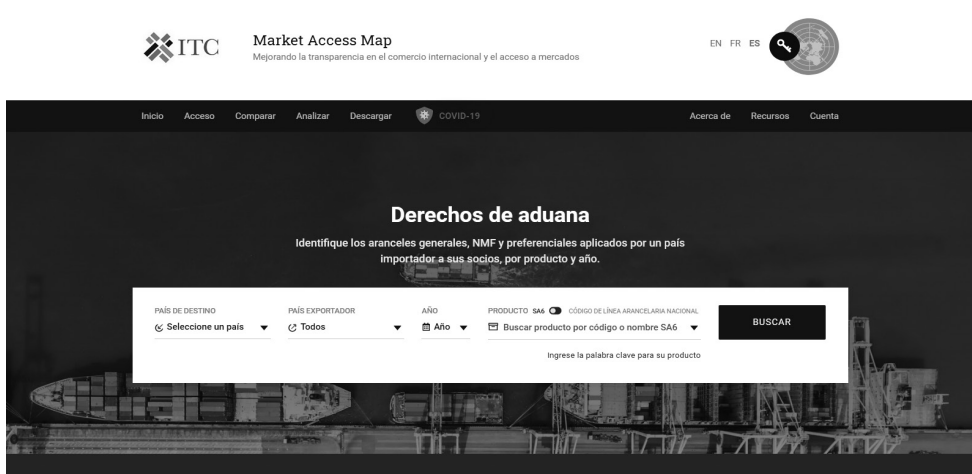 ITC
Market Access Map
Mejorando la transparencia en el comercio internacional y el acceso a mercados
EN FR ES
Inicio Acceso Comparar Analizar Descargar COVID-19 Acerca de Recursos Cuenta
Derechos de aduana
Identifique los aranceles generales, NMF y preferenciales aplicados por un país
importador a sus socios, por producto y año.
PAÍS DE DESTINO PAÍS EXPORTADOR AÑO PRODUCTO SA6 CÓDIGO DE LÍNEA ARANCELARIA NACIONAL
Seleccione un país Todos Año Buscar producto por código o nombre SA6 BUSCAR
Ingrese la palabra clave para su producto